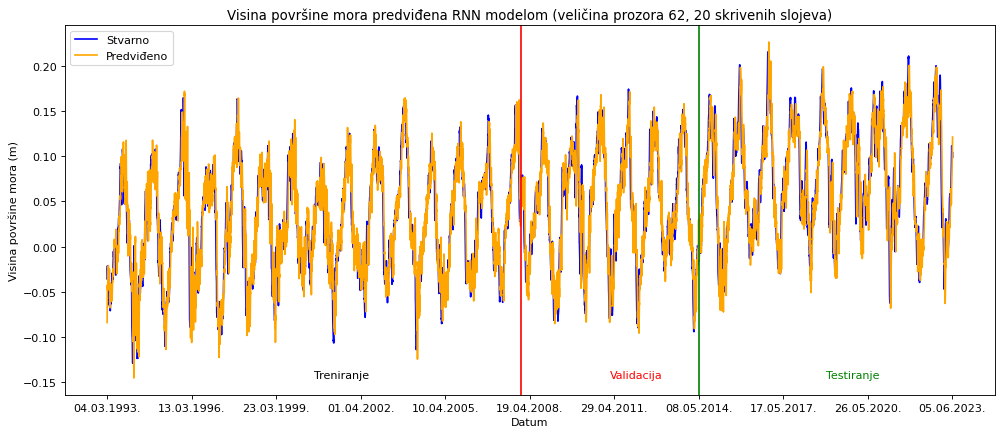 Visina površine mora predviđena RNN modelom (veličina prozora 62, 20 skrivenih slojeva)
Stvarno
Predviđeno
0.20
0.15
0.10
0.05
0.00
−0.05
−0.10
−0.15
Visina površine mora (m)
Treniranje
Validacija
Testiranje
04.03.1993. 13.03.1996. 23.03.1999. 01.04.2002. 10.04.2005. 19.04.2008. 29.04.2011. 08.05.2014. 17.05.2017. 26.05.2020. 05.06.2023.
Datum